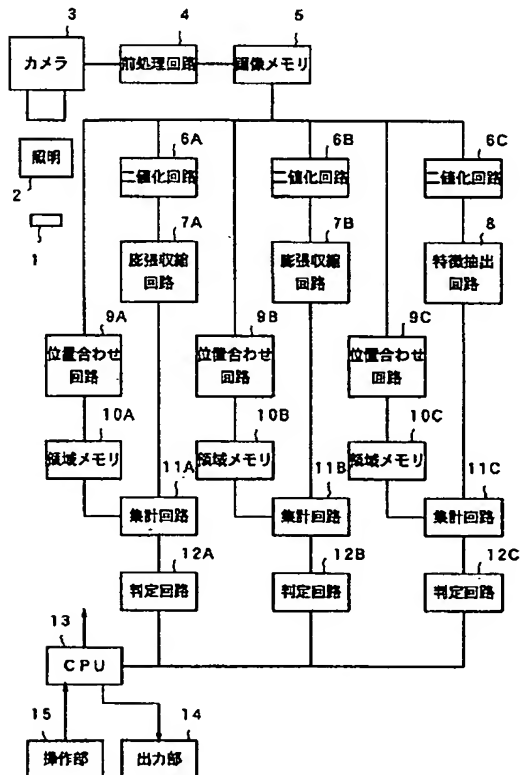 3
4
5
カメラ
前処理回路
画像メモリ
照明
2
1
6A
6B
6C
二値化回路
二値化回路
二値化回路
7A
7B
8
膨張収縮
回路
膨張収縮
回路
特徴抽出
回路
9A
9B
9C
位置合わせ
回路
位置合わせ
回路
位置合わせ
回路
10A
10B
10C
領域メモリ
領域メモリ
領域メモリ
11A
11B
11C
集計回路
集計回路
集計回路
12A
12B
12C
判定回路
判定回路
判定回路
13
CPU
15
14
操作部
出力部